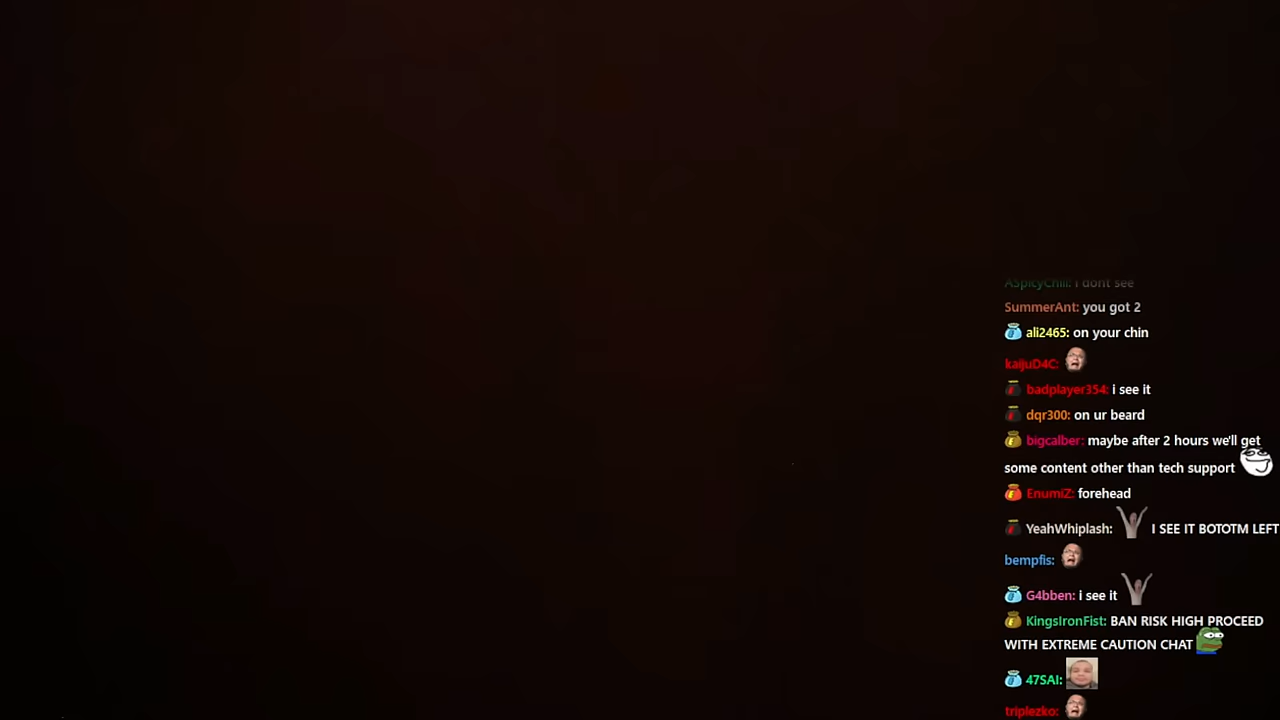 ASpicyChili: i dont see
SummerAnt: you got 2
ali2465: on your chin
kaijuD4C:
badplayer354: i see it
dqr300: on ur beard
bigcalber: maybe after 2 hours we'll get
some content other than tech support
EnumiZ: forehead
YeahWhiplash: I SEE IT BOTOTM LEFT
bempfis:
G4bben: i see it
KingsIronFist: BAN RISK HIGH PROCEED
WITH EXTREME CAUTION CHAT
47SAI:
triplezko: